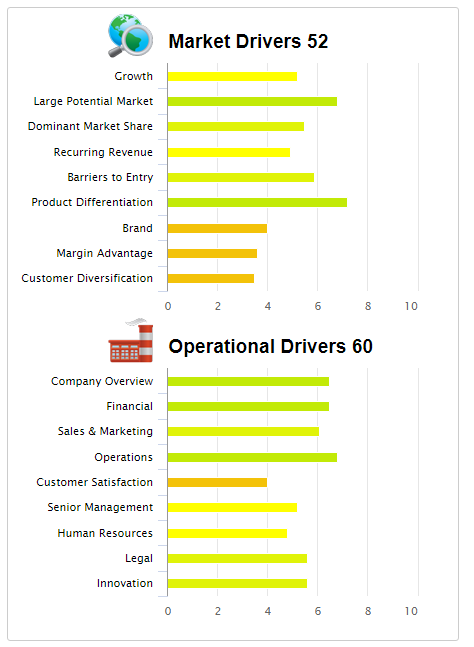 Market Drivers 52
Growth
Large Potential Market
Dominant Market Share
Recurring Revenue
Barriers to Entry
Product Differentiation
Brand
Margin Advantage
Customer Diversification
0 2 4 6 8 10
Operational Drivers 60
Company Overview
Financial
Sales & Marketing
Operations
Customer Satisfaction
Senior Management
Human Resources
Legal
Innovation
0 2 4 6 8 10